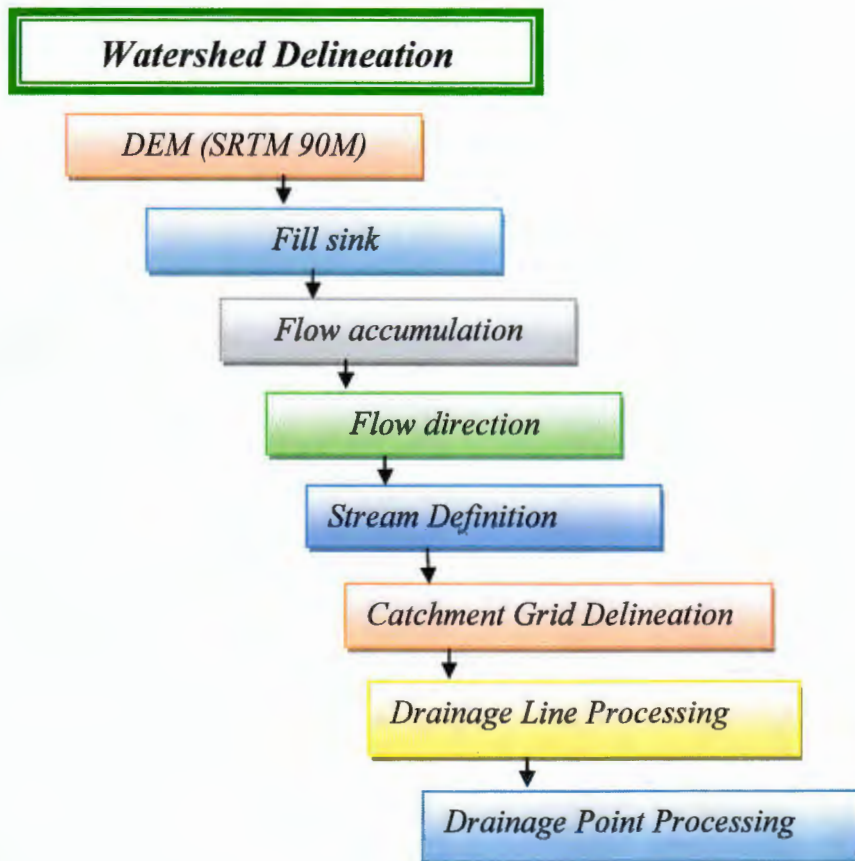 Watershed Delineation
DEM (SRTM 90M)
Fill sink
Flow accumulation
Flow direction
Stream Definition
Catchment Grid Delineation
Drainage Line Processing
Drainage Point Processing